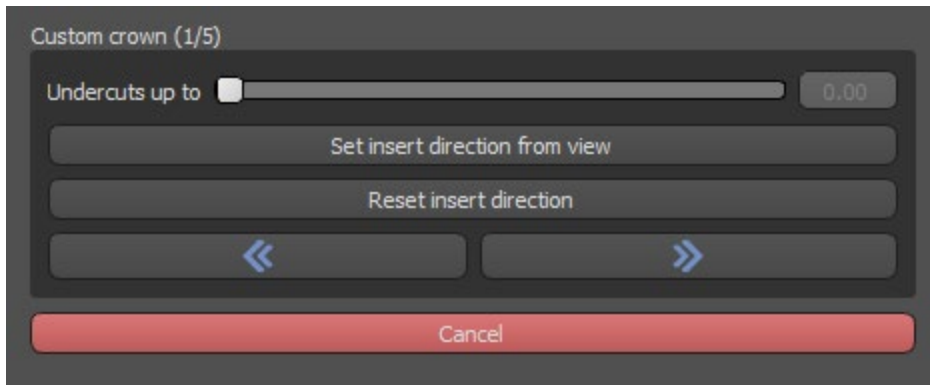 Custom crown (1/5)
Undercuts up to 0.00
Set insert direction from view
Reset insert direction
Cancel